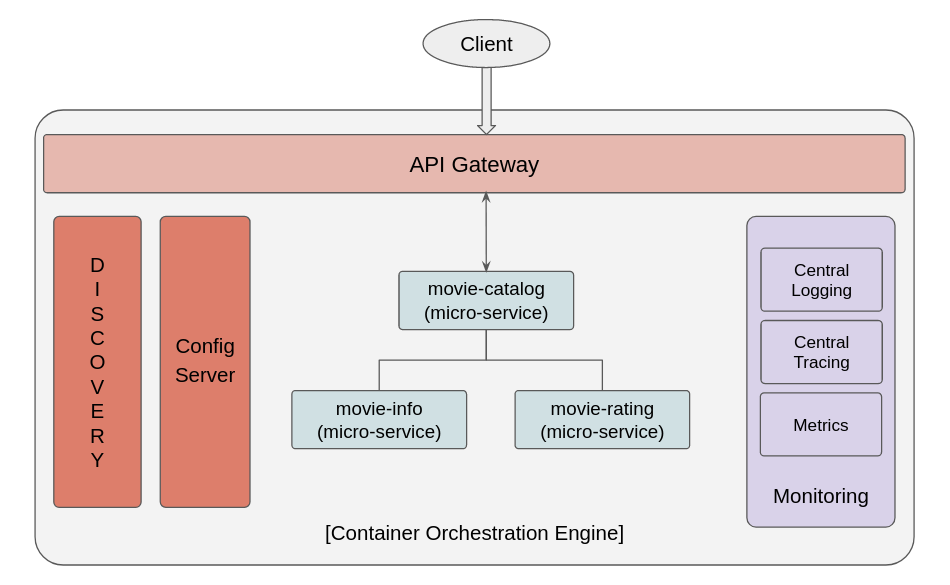 Client
API Gateway
D
I
S
C
O
V
E
R
Y
Config
Server
movie-catalog
(micro-service)
movie-info
(micro-service)
movie-rating
(micro-service)
Central
Logging
Central
Tracing
Metrics
Monitoring
[Container Orchestration Engine]